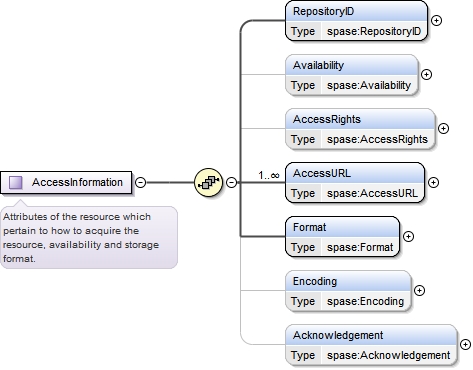 RepositoryID
Type spase:RepositoryID
Availability
Type spase:Availability
AccessRights
Type spase:AccessRights
AccessInformation
1..∞
AccessURL
Type spase:AccessURL
Attributes of the resource which
pertain to how to acquire the
resource, availability and storage
format.
Format
Type spase:Format
Encoding
Type spase:Encoding
Acknowledgement
Type spase:Acknowledgement